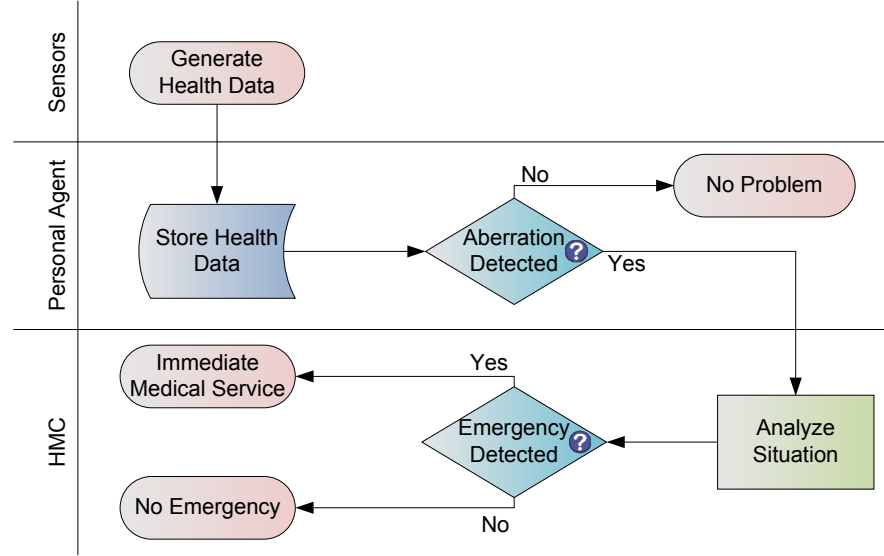 Sensors
Generate
Health Data
Personal Agent
Store Health
Data
Aberration
Detected
?
No
No Problem
Yes
HMC
Immediate
Medical Service
Yes
Emergency
Detected
?
Analyze
Situation
No Emergency
No